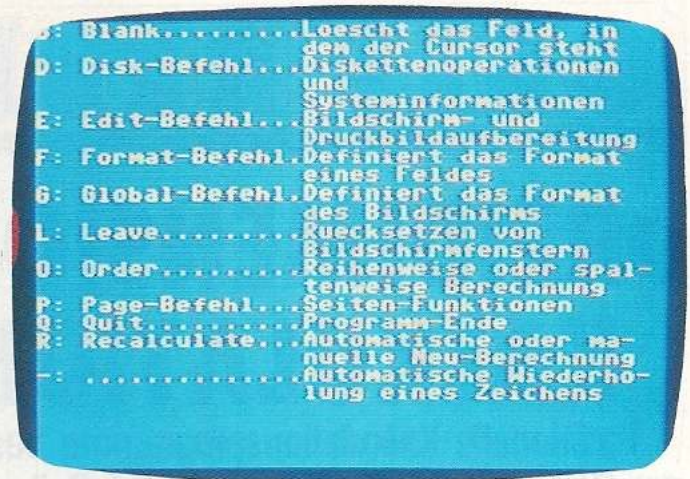 B: Blank.........Loescht das Feld, in
dem der Cursor steht
D: Disk-Befehl...Diskettenoperationen
und
Systeminformationen
E: Edit-Befehl...Bildschirm- und
Druckbildaufbereitung
F: Format-Befehl.Definiert das Format
eines Feldes
G: Global-Befehl.Definiert das Format
des Bildschirms
L: Leave.........Ruecksetzen von
Bildschirmfenstern
O: Order.........Reihenweise oder spal-
tenweise Berechnung
P: Page-Befehl...Seiten-Funktionen
Q: Quit..........Programm-Ende
R: Recalculate...Automatische oder ma-
nuelle Neu-Berechnung
-: ..............Automatische Wiederho-
lung eines Zeichens